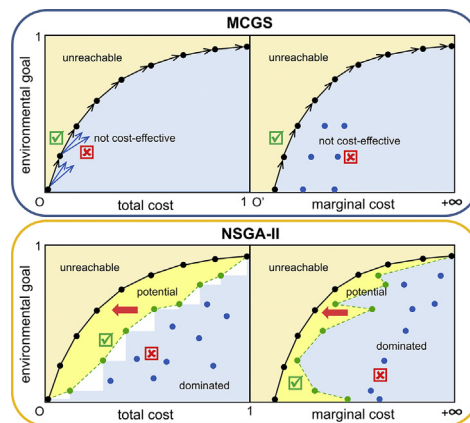 MCGS
1
environmental goal
unreachable
unreachable
not cost-effective
not cost-effective
O
total cost
1
O'
marginal cost
+∞
NSGA-II
1
environmental goal
unreachable
unreachable
potential
potential
dominated
dominated
O
total cost
1
marginal cost
+∞